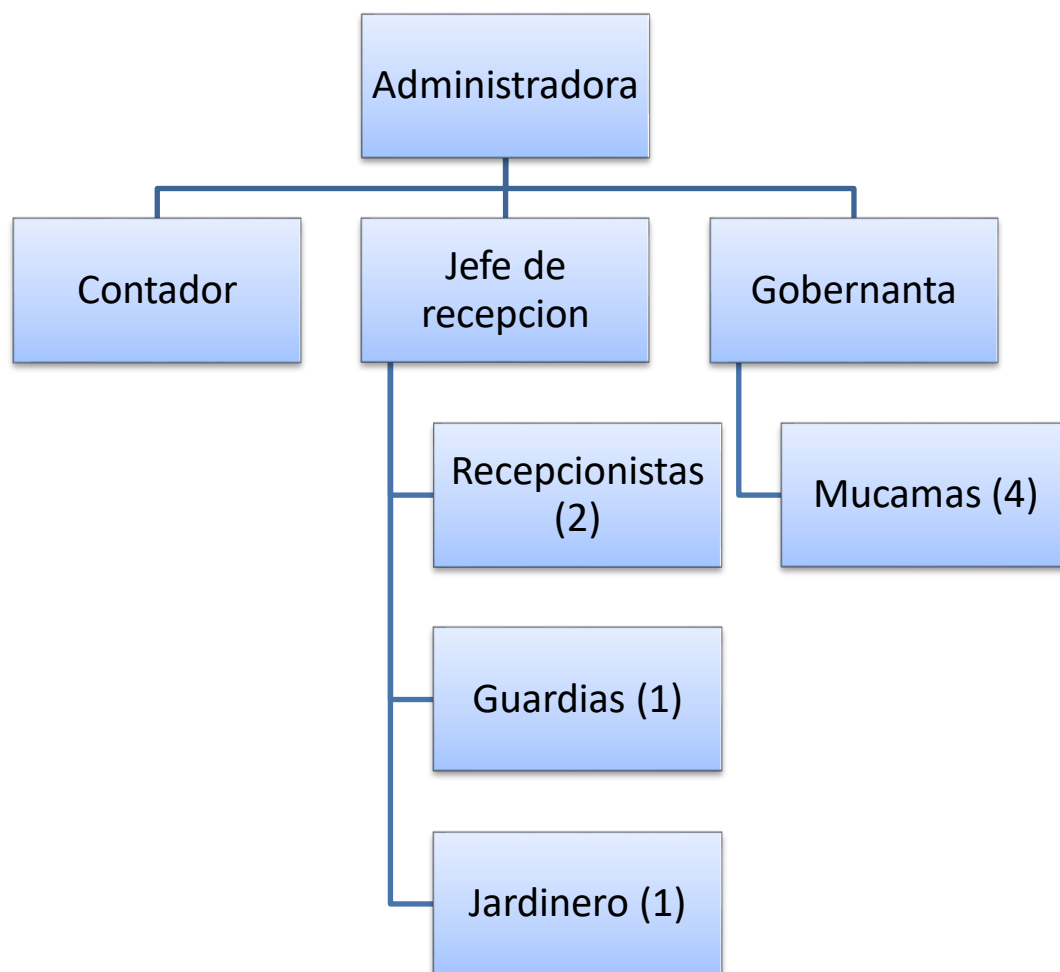 Administradora
Contador
Jefe de
recepcion
Gobernanta
Recepcionistas
(2)
Mucamas (4)
Guardias (1)
Jardinero (1)